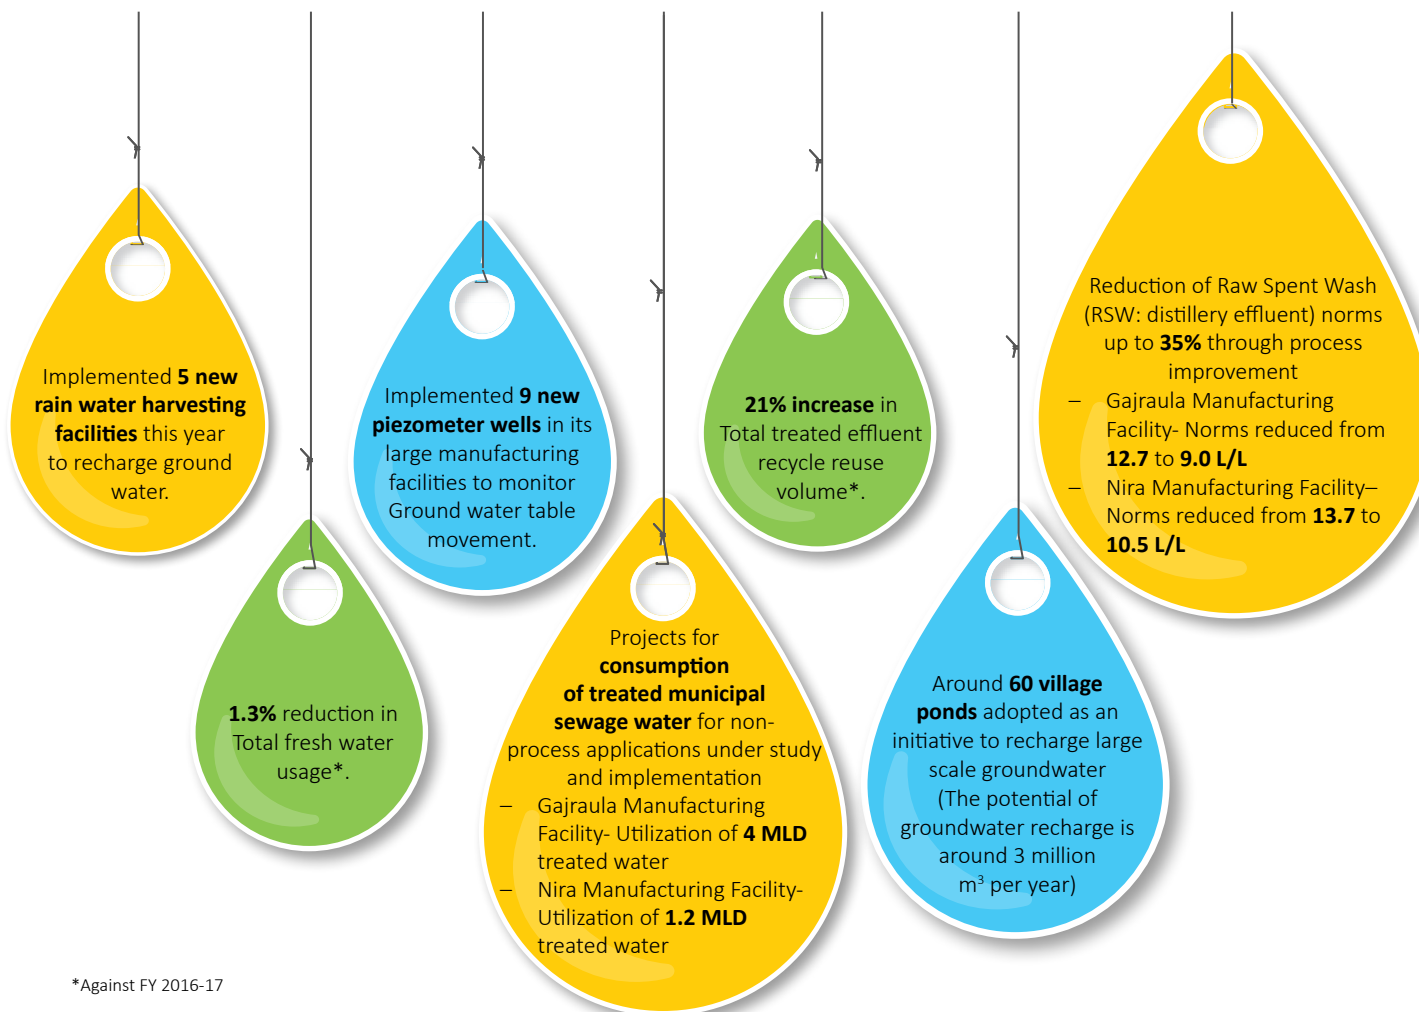 Implemented 5 new
rain water harvesting
facilities this year
to recharge ground
water.
1.3% reduction in
Total fresh water
usage*.
Implemented 9 new
piezometer wells in its
large manufacturing
facilities to monitor
Ground water table
movement.
Projects for
consumption
of treated municipal
sewage water for non-
process applications under study
and implementation
– Gajraula Manufacturing
Facility- Utilization of 4 MLD
treated water
– Nira Manufacturing Facility-
Utilization of 1.2 MLD
treated water
21% increase in
Total treated effluent
recycle reuse
volume*.
Around 60 village
ponds adopted as an
initiative to recharge large
scale groundwater
(The potential of
groundwater recharge is
around 3 million
m³ per year)
Reduction of Raw Spent Wash
(RSW: distillery effluent) norms
up to 35% through process
improvement
– Gajraula Manufacturing
Facility- Norms reduced from
12.7 to 9.0 L/L
– Nira Manufacturing Facility–
Norms reduced from 13.7 to
10.5 L/L
*Against FY 2016-17